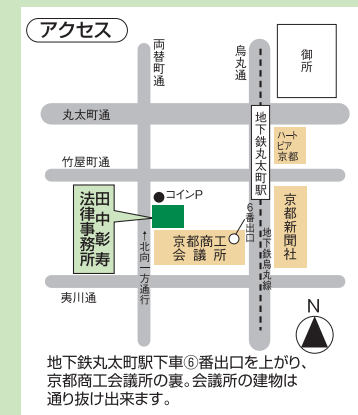 アクセス
両替町通
烏丸通
御所
丸太町通
地下鉄丸太町駅
ハート
ピア
京都
竹屋町通
コインP
6番出口
京都新聞社
田中彰寿
法律事務所
京都商工
会議所
↑北向一方通行
地下鉄烏丸線
夷川通
N
地下鉄丸太町駅下車⑥番出口を上がり、
京都商工会議所の裏。会議所の建物は
通り抜け出来ます。